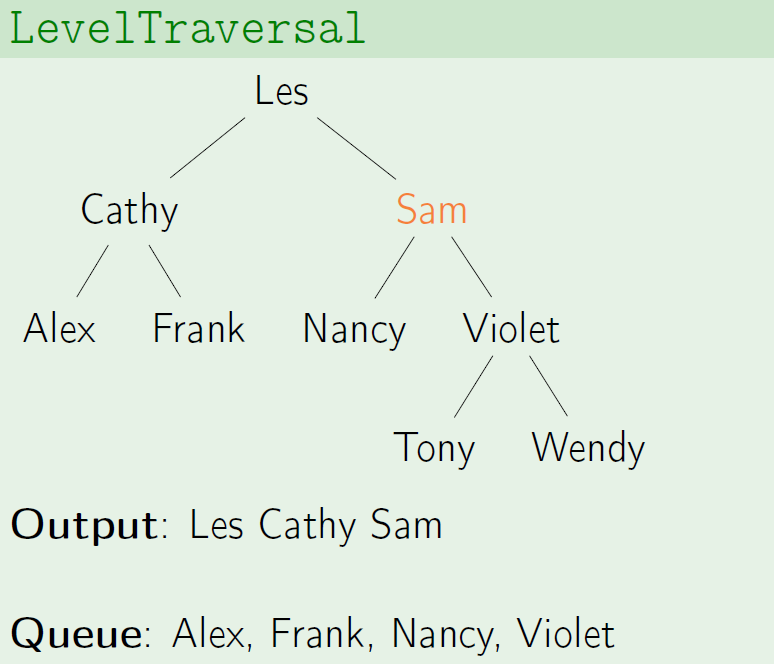 LevelTraversal
Les
Cathy Sam
Alex Frank Nancy Violet
Tony Wendy
Output: Les Cathy Sam
Queue: Alex, Frank, Nancy, Violet